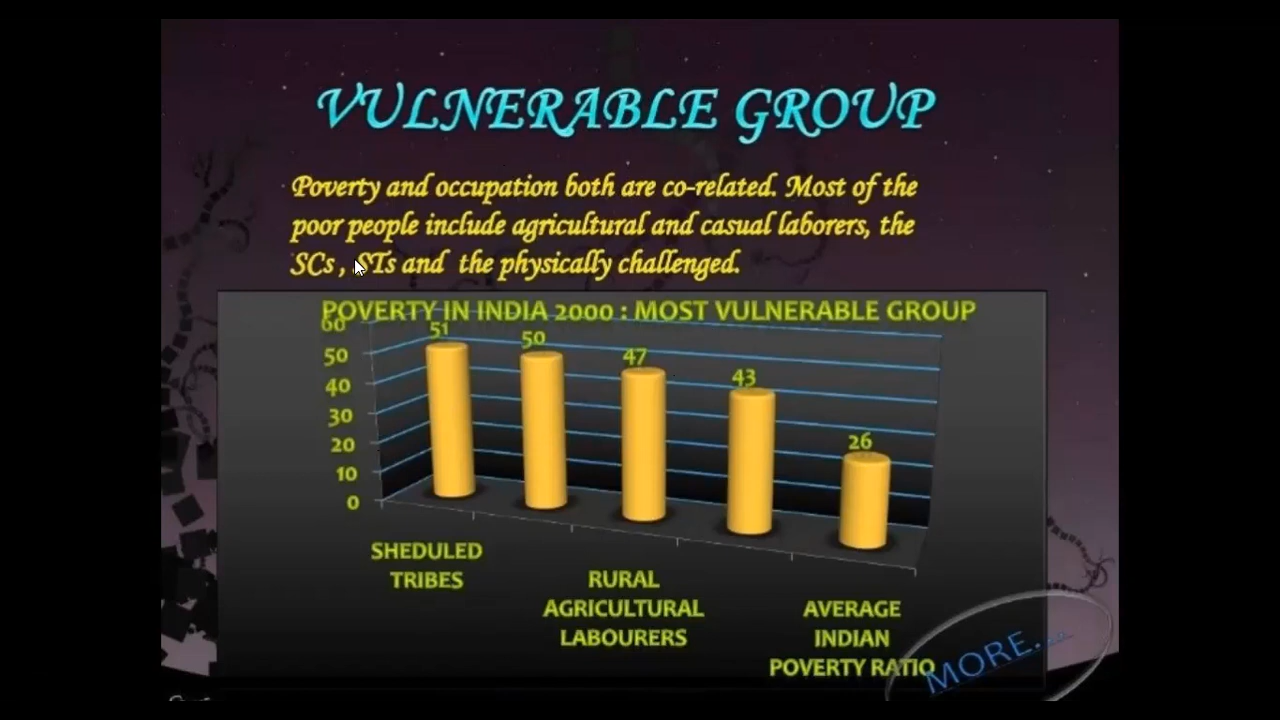 VULNERABLE GROUP
Poverty and occupation both are co-related. Most of the
poor people include agricultural and casual laborers, the
SCs , STs and the physically challenged.
POVERTY IN INDIA 2000 : MOST VULNERABLE GROUP
60
50
40
30
20
10
0
51
50
47
43
26
SHEDULED
TRIBES
RURAL
AGRICULTURAL
LABOURERS
AVERAGE
INDIAN
POVERTY RATIO
MORE...